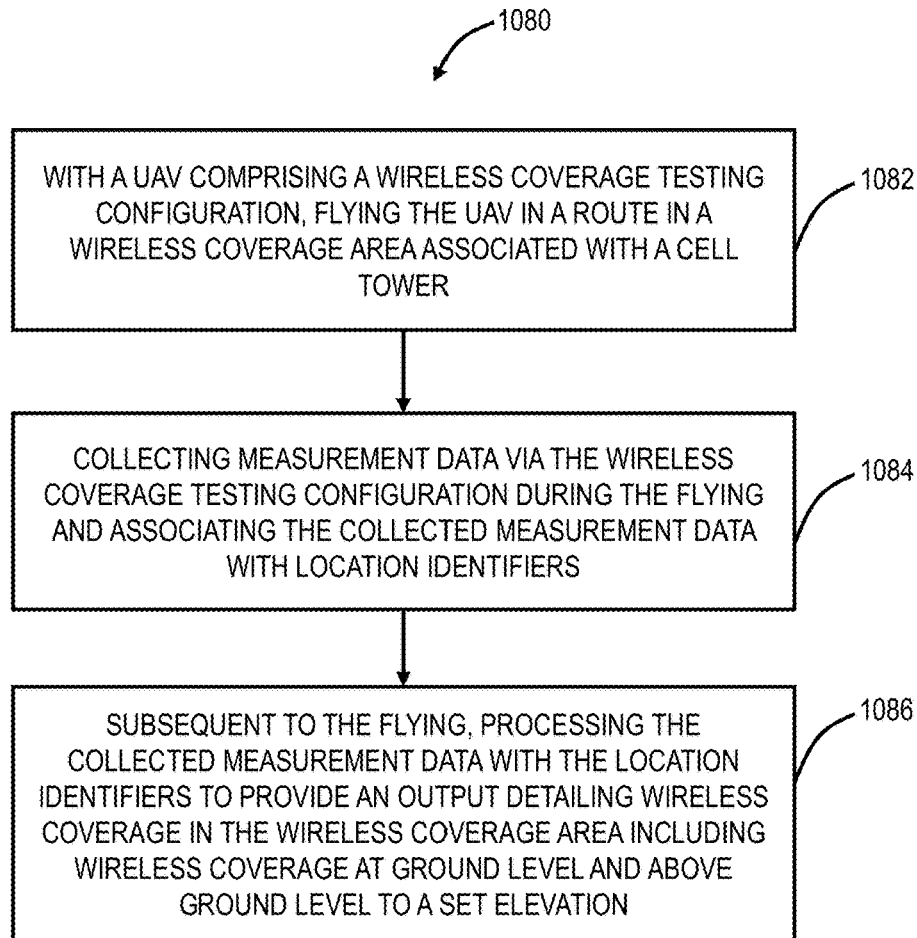 1080
WITH A UAV COMPRISING A WIRELESS COVERAGE TESTING
CONFIGURATION, FLYING THE UAV IN A ROUTE IN A
WIRELESS COVERAGE AREA ASSOCIATED WITH A CELL
TOWER
1082
COLLECTING MEASUREMENT DATA VIA THE WIRELESS
COVERAGE TESTING CONFIGURATION DURING THE FLYING
AND ASSOCIATING THE COLLECTED MEASUREMENT DATA
WITH LOCATION IDENTIFIERS
1084
SUBSEQUENT TO THE FLYING, PROCESSING THE
COLLECTED MEASUREMENT DATA WITH THE LOCATION
IDENTIFIERS TO PROVIDE AN OUTPUT DETAILING WIRELESS
COVERAGE IN THE WIRELESS COVERAGE AREA INCLUDING
WIRELESS COVERAGE AT GROUND LEVEL AND ABOVE
GROUND LEVEL TO A SET ELEVATION
1086